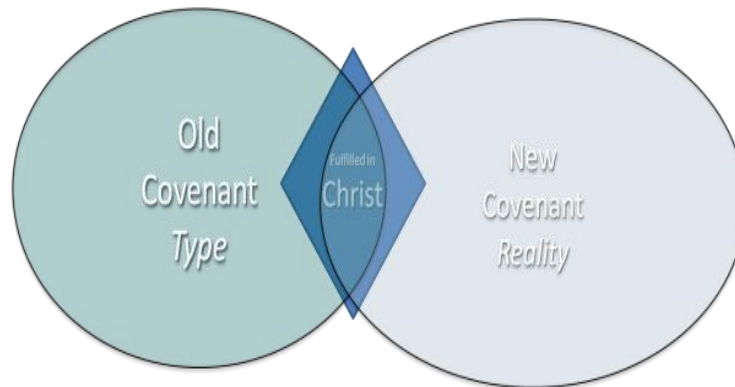 Old
Covenant
Type
Fulfilled in
Christ
New
Covenant
Reality